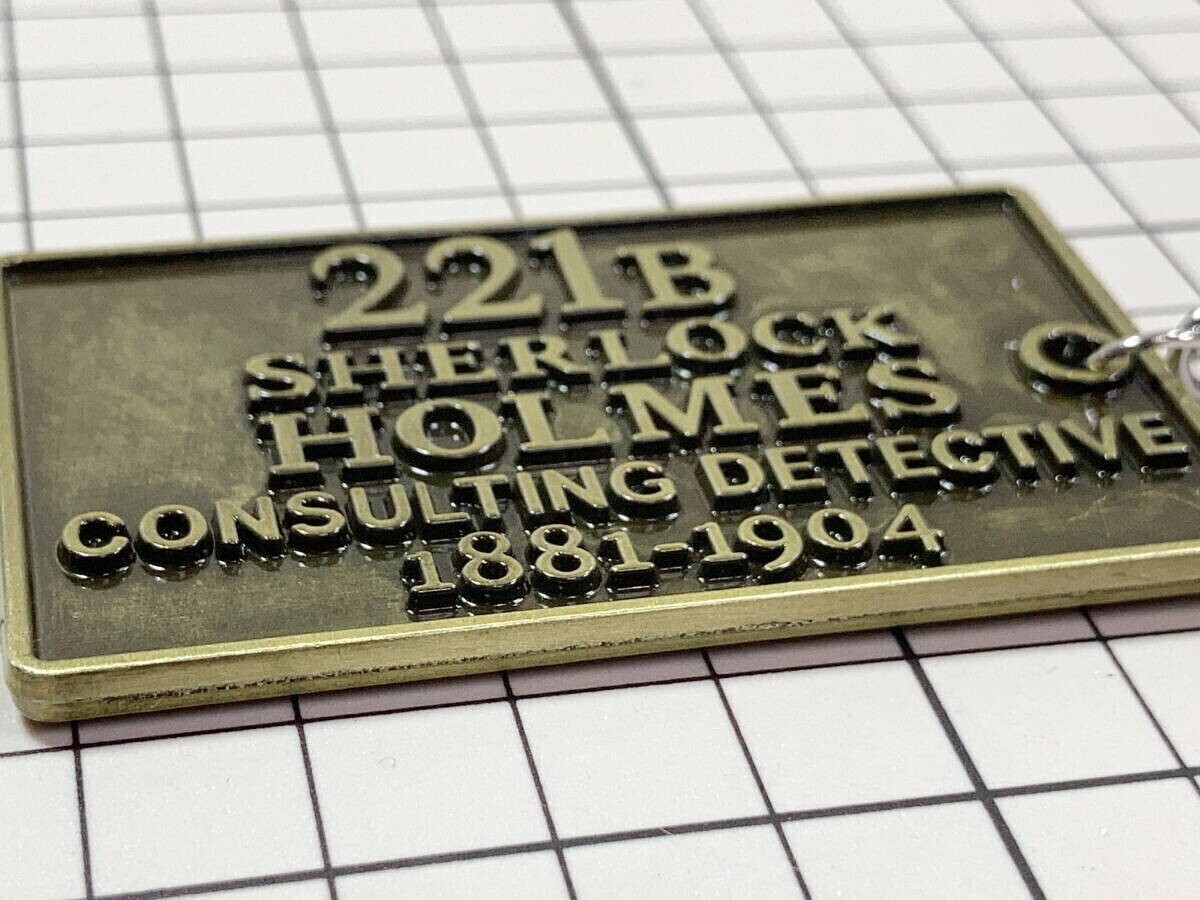 221B
SHERLOCK
HOLMES
CONSULTING DETECTIVE
1881-1904